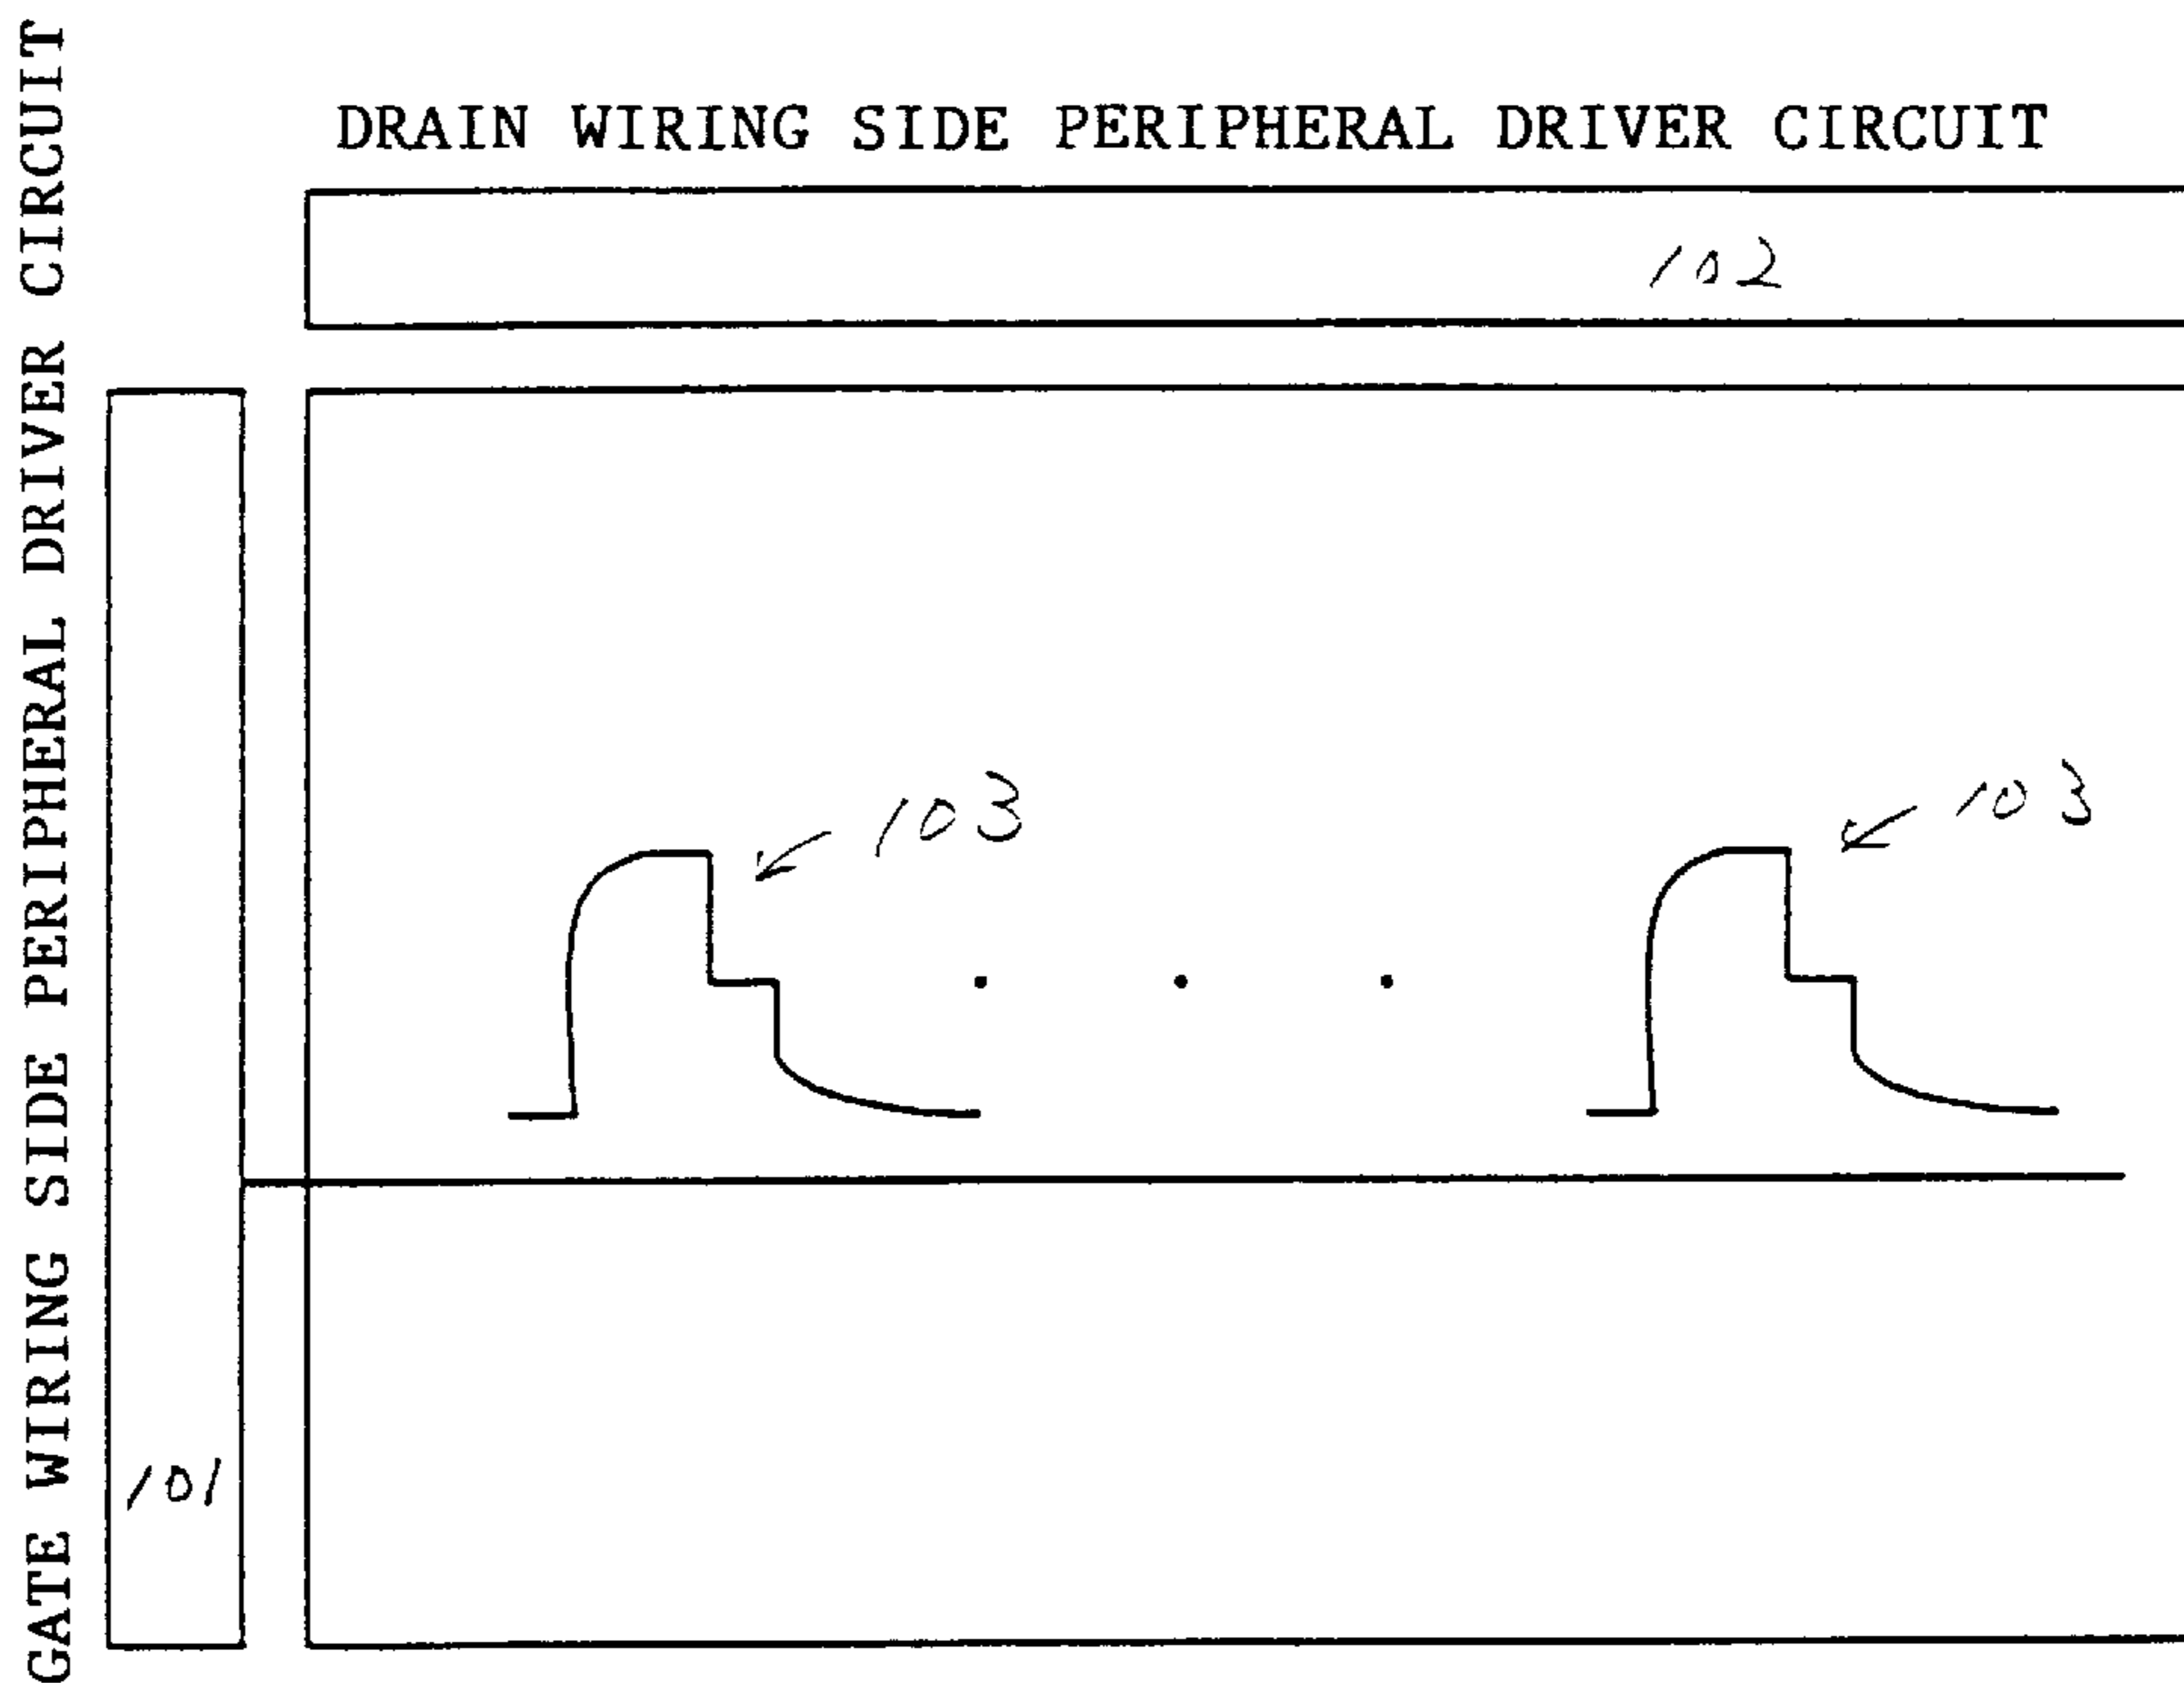 GATE WIRING SIDE PERIPHERAL DRIVER CIRCUIT
DRAIN WIRING SIDE PERIPHERAL DRIVER CIRCUIT
102
103
103
101